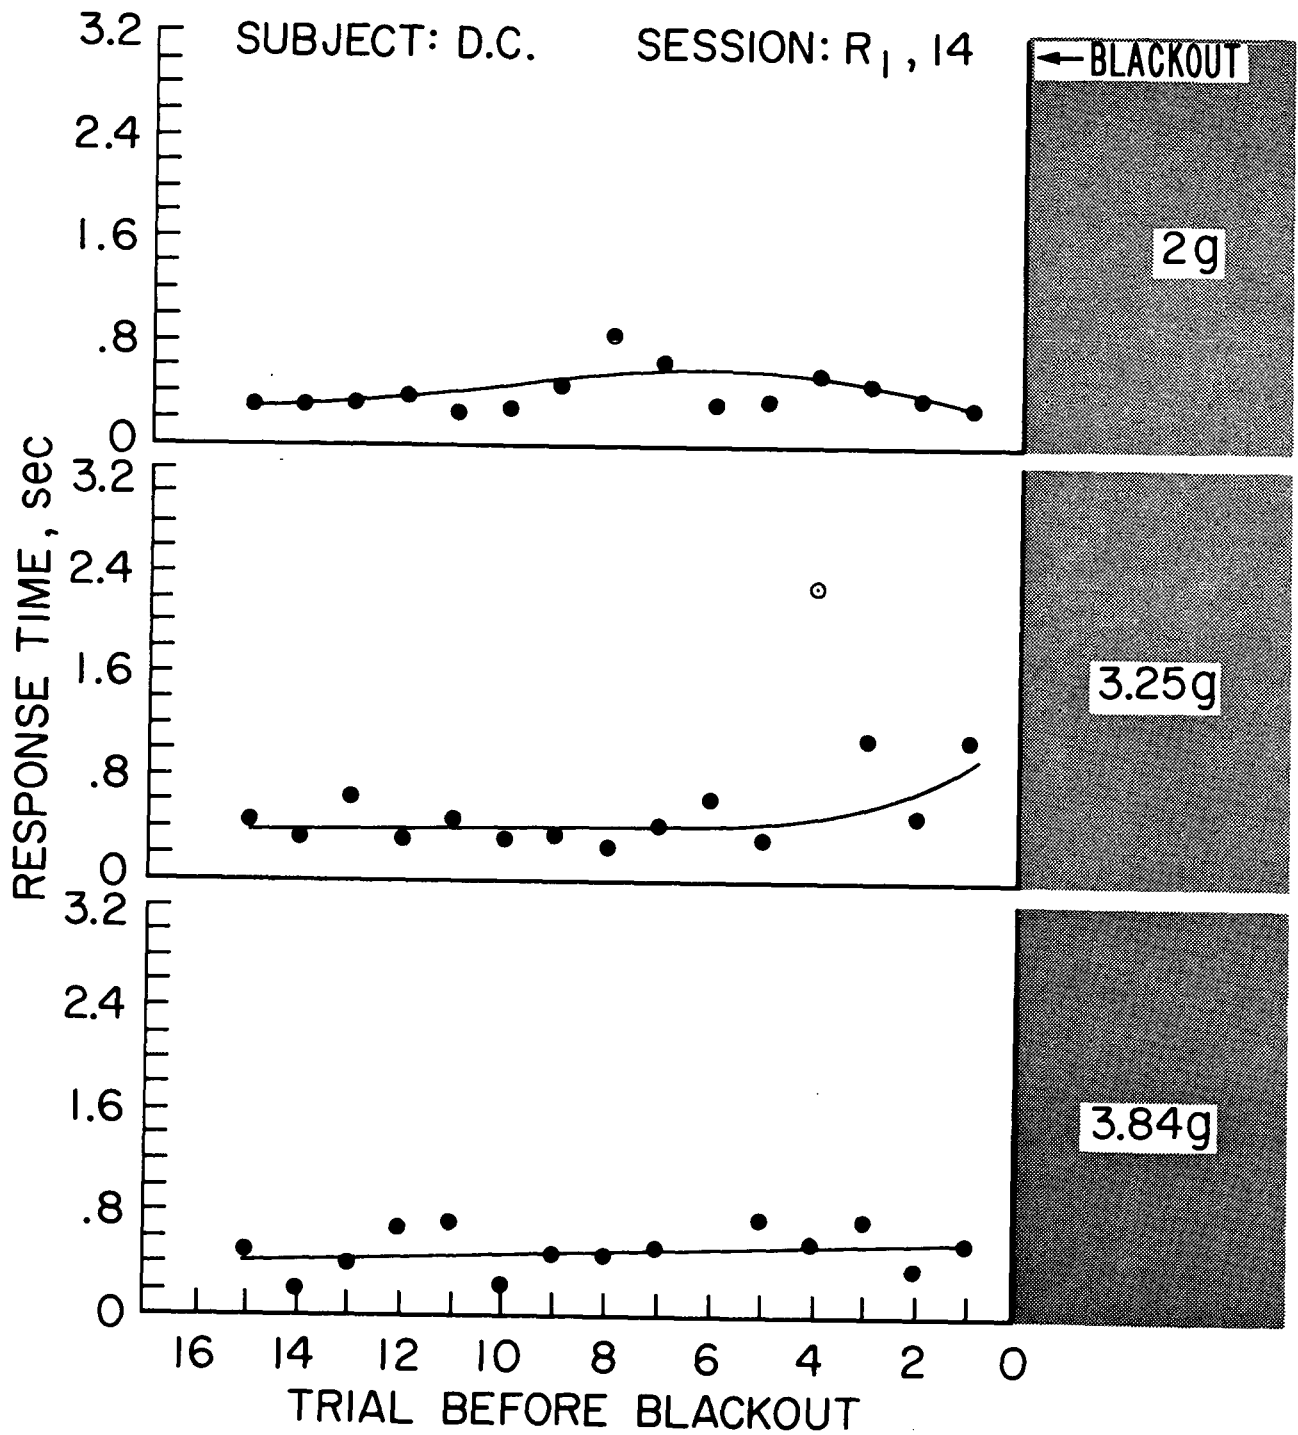 SUBJECT: D.C. SESSION: R1, 14
BLACKOUT
3.2
2.4
1.6
.8
0
2g
RESPONSE TIME, sec
3.2
2.4
1.6
.8
0
3.25g
3.2
2.4
1.6
.8
0
3.84g
16 14 12 10 8 6 4 2 0
TRIAL BEFORE BLACKOUT